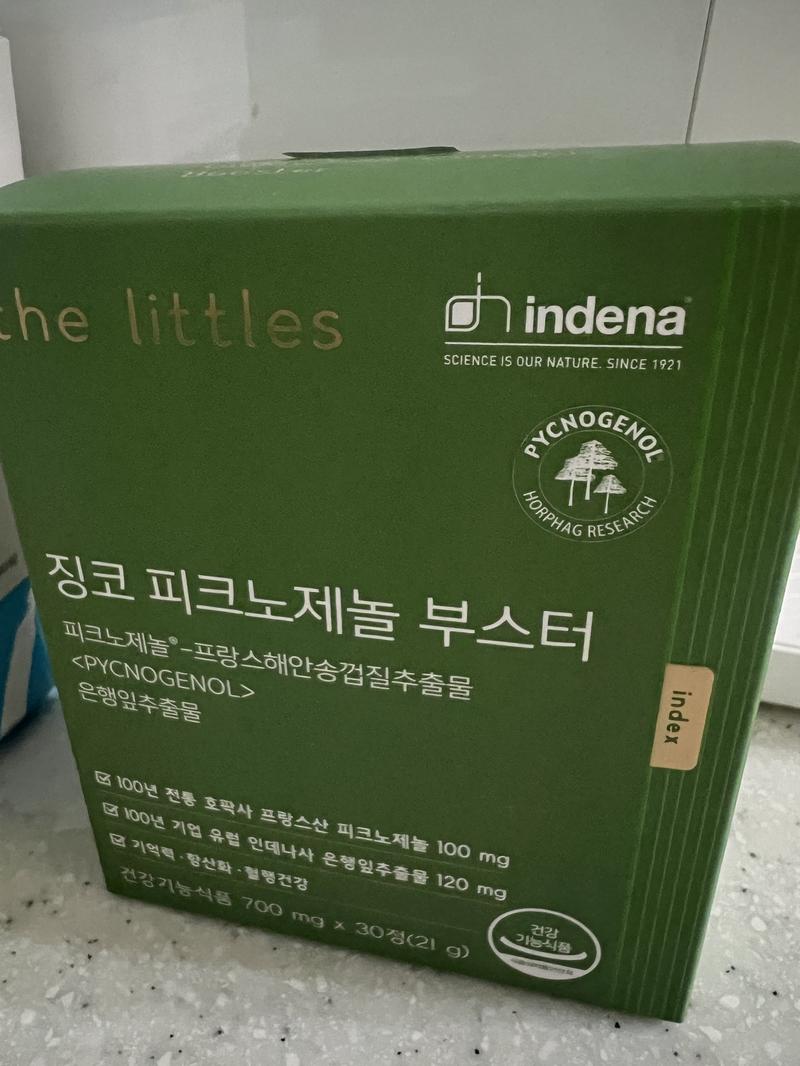 the littles
indena
SCIENCE IS OUR NATURE. SINCE 1921
PYCNOGENOL
HORPHAG RESEARCH
징코 피크노제놀 부스터
피크노제놀®-프랑스해안송껍질추출물
<PYCNOGENOL>
은행잎추출물
index
100년 전통 호팍사 프랑스산 피크노제놀 100 mg
100년 기업 유럽 인데나사 은행잎추출물 120 mg
기억력·항산화·혈행건강
건강기능식품 700 mg x 30정(21 g)
건강
기능식품